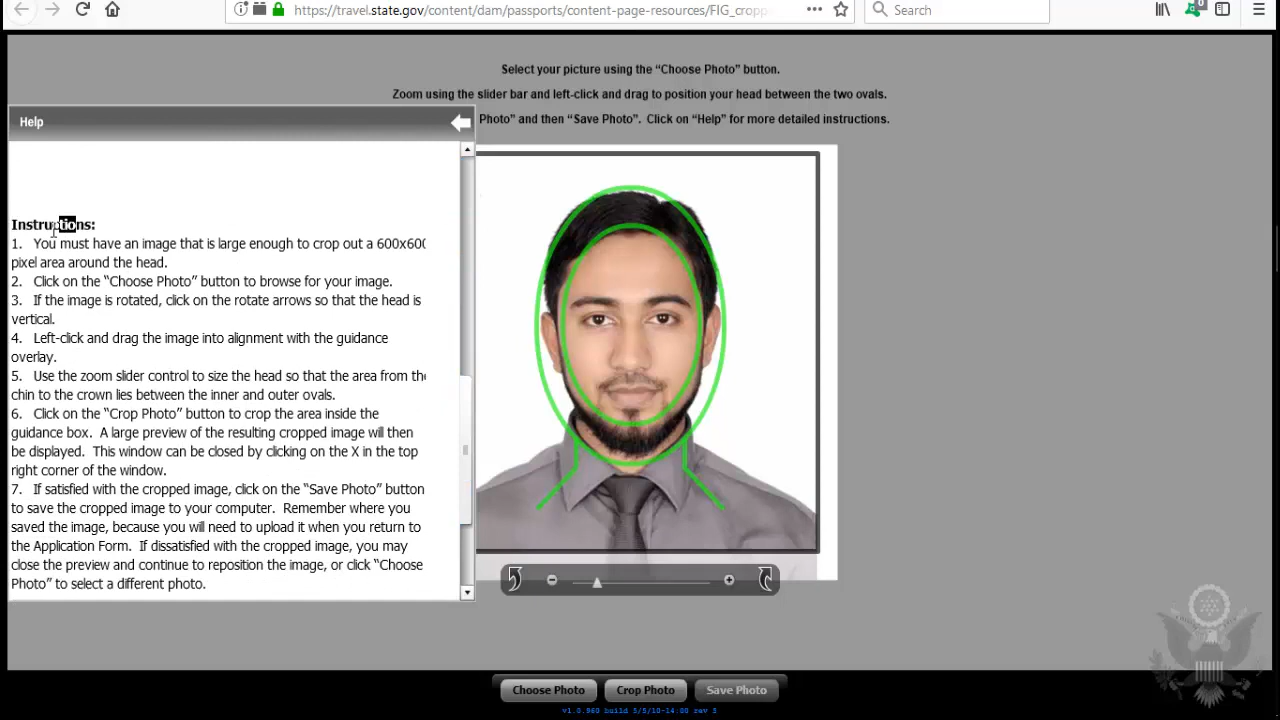 https://travel.state.gov/content/dam/passports/content-page-resources/FIG_cropp
Search
Select your picture using the “Choose Photo” button.
Zoom using the slider bar and left-click and drag to position your head between the two ovals.
Photo” and then “Save Photo”. Click on “Help” for more detailed instructions.
Help
Instructions:
1. You must have an image that is large enough to crop out a 600x600
pixel area around the head.
2. Click on the “Choose Photo” button to browse for your image.
3. If the image is rotated, click on the rotate arrows so that the head is
vertical.
4. Left-click and drag the image into alignment with the guidance
overlay.
5. Use the zoom slider control to size the head so that the area from the
chin to the crown lies between the inner and outer ovals.
6. Click on the “Crop Photo” button to crop the area inside the
guidance box. A large preview of the resulting cropped image will then
be displayed. This window can be closed by clicking on the X in the top
right corner of the window.
7. If satisfied with the cropped image, click on the “Save Photo” button
to save the cropped image to your computer. Remember where you
saved the image, because you will need to upload it when you return to
the Application Form. If dissatisfied with the cropped image, you may
close the preview and continue to reposition the image, or click “Choose
Photo” to select a different photo.
Choose Photo
Crop Photo
Save Photo